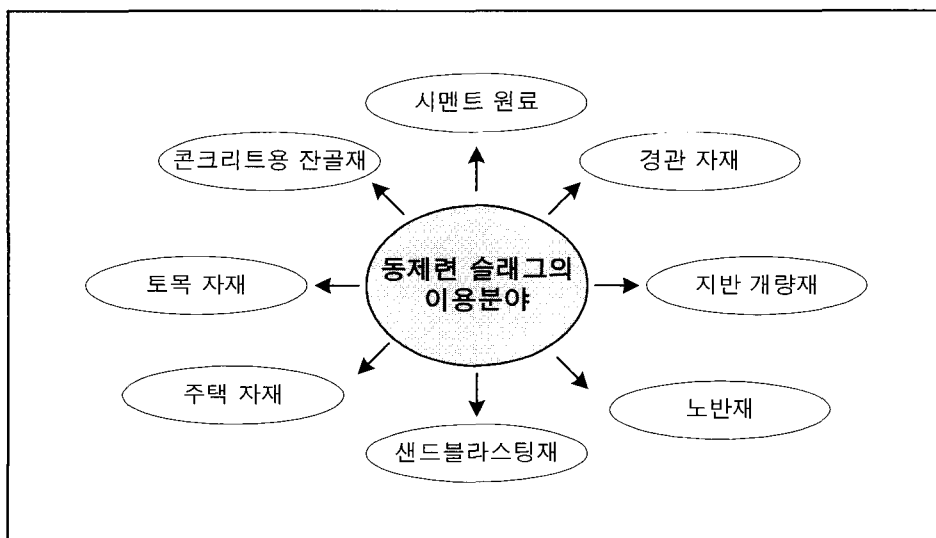 시멘트 원료
콘크리트용 잔골재
경관 자재
동제련 슬래그의
이용분야
토목 자재
지반 개량재
주택 자재
노반재
샌드블라스팅재